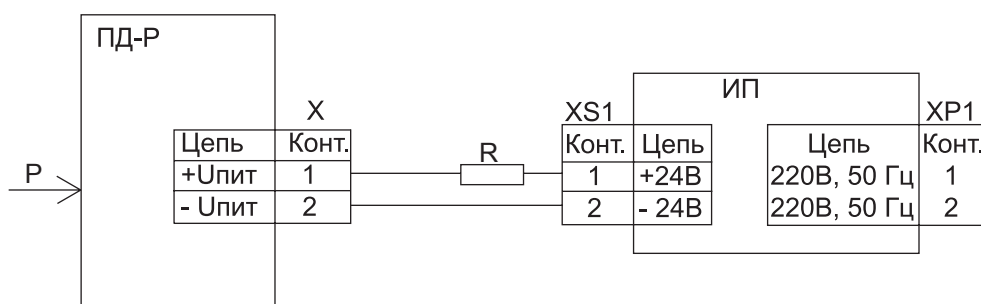 ПД-Р
ИП
X
XS1
XP1
Цепь Конт.
R
Конт. Цепь
Цепь Конт.
P
+Uпит 1
1 +24В
220В, 50 Гц 1
- Uпит 2
2 - 24В
220В, 50 Гц 2